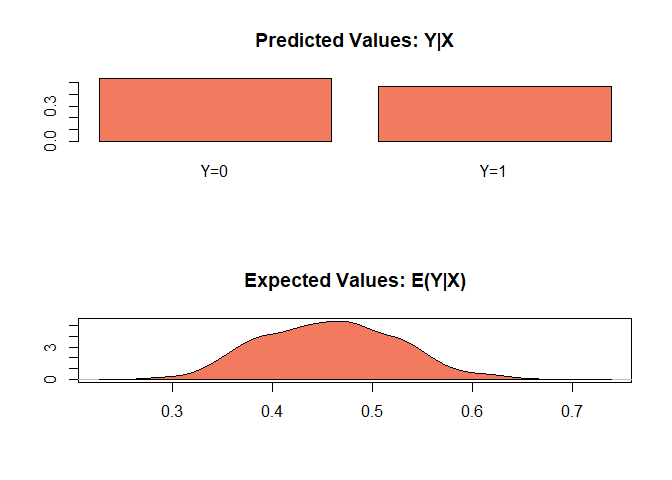 Predicted Values: Y|X
0.3
0.0
Y=0 Y=1
Expected Values: E(Y|X)
3
0
0.3 0.4 0.5 0.6 0.7